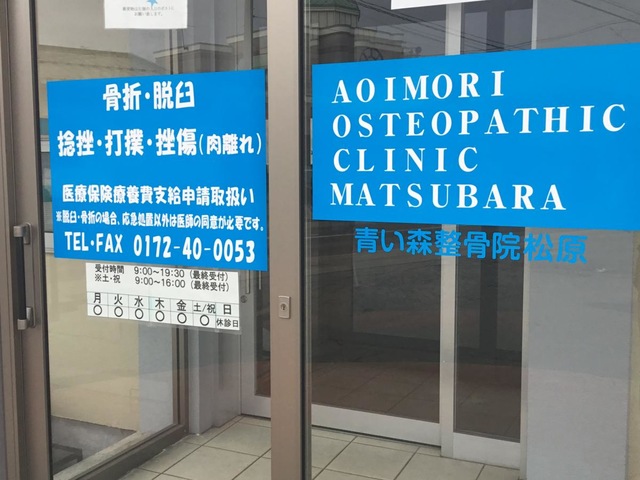 骨折・脱臼
捻挫・打撲・挫傷(肉離れ)
医療保険療養費支給申請取扱い
※脱臼・骨折の場合、応急処置以外は医師の同意が必要です。
TEL・FAX 0172-40-0053
受付時間 9:00~19:30(最終受付)
※土・祝 9:00~16:00(最終受付)
月 火 水 木 金 土/祝 日
○ ○ ○ ○ ○ ○ 休診日
AOIMORI
OSTEOPATHIC
CLINIC
MATSUBARA
青い森整骨院松原